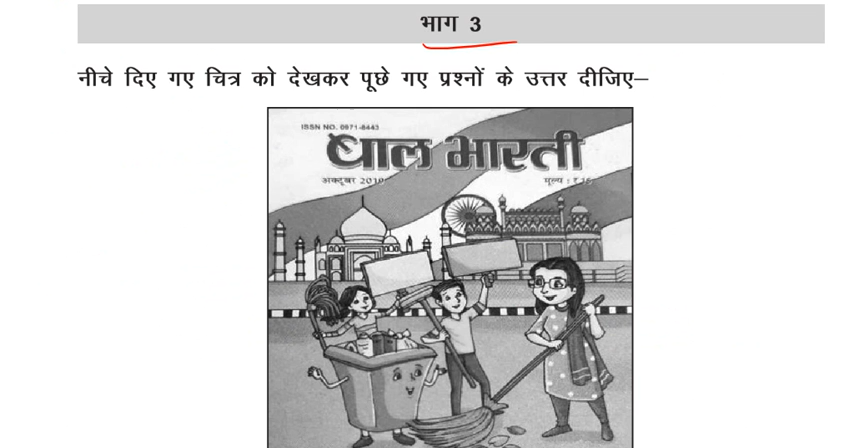 भाग 3
नीचे दिए गए चित्र को देखकर पूछे गए प्रश्नों के उत्तर दीजिए—
ISSN NO. 0971-8443
बाल भारती
अक्टूबर
मूल्य : ₹